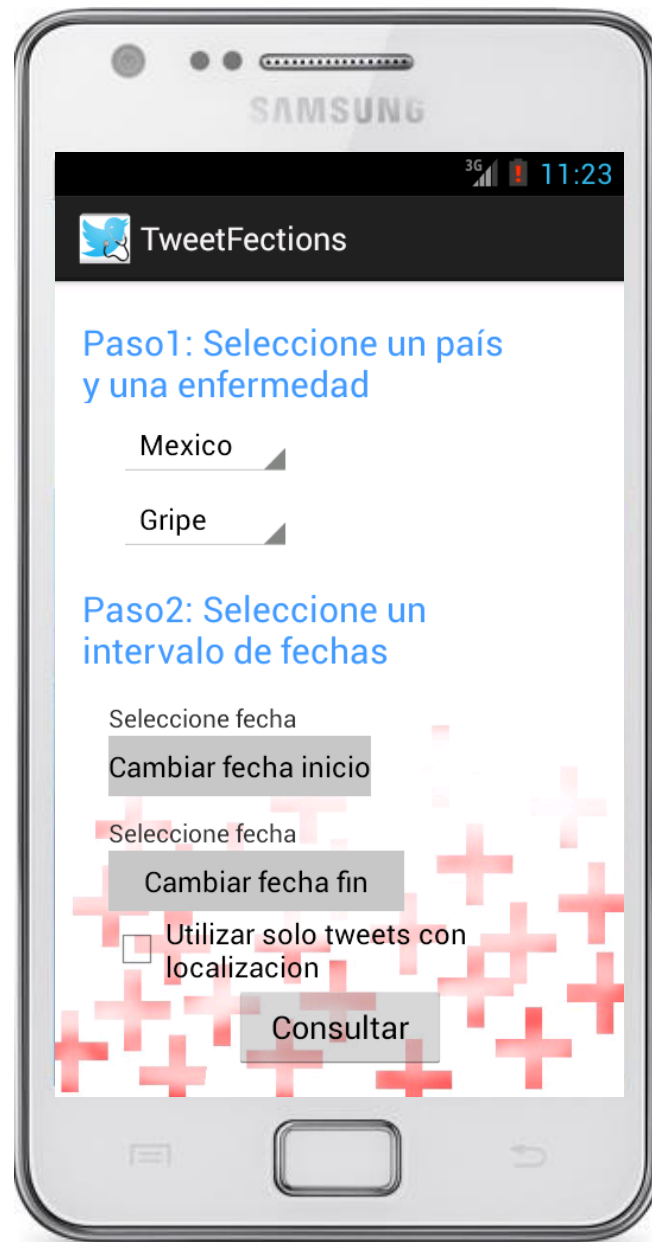 SAMSUNG
3G 11:23
TweetFections
Paso1: Seleccione un país
y una enfermedad
Mexico
Gripe
Paso2: Seleccione un
intervalo de fechas
Seleccione fecha
Cambiar fecha inicio
Seleccione fecha
Cambiar fecha fin
Utilizar solo tweets con
localizacion
Consultar